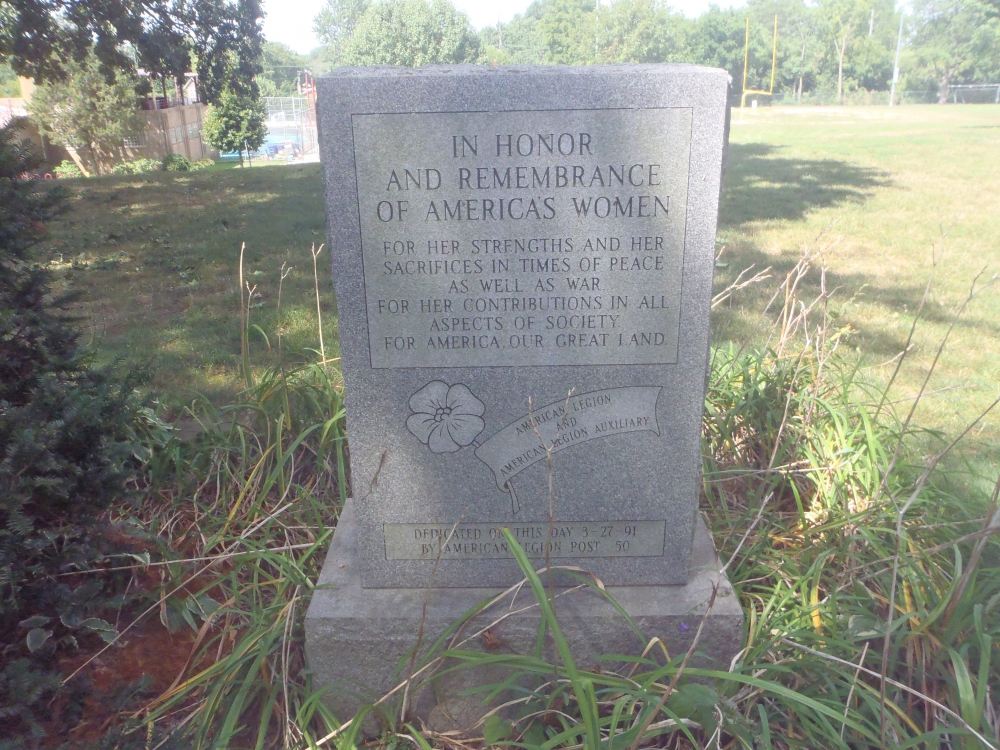 IN HONOR
AND REMEMBRANCE
OF AMERICA'S WOMEN
FOR HER STRENGTHS AND HER
SACRIFICES IN TIMES OF PEACE
AS WELL AS WAR
FOR HER CONTRIBUTIONS IN ALL
ASPECTS OF SOCIETY
FOR AMERICA, OUR GREAT LAND
AMERICAN LEGION
AND
AMERICAN LEGION AUXILIARY
DEDICATED ON THIS DAY 3-27-91
BY AMERICAN LEGION POST 50